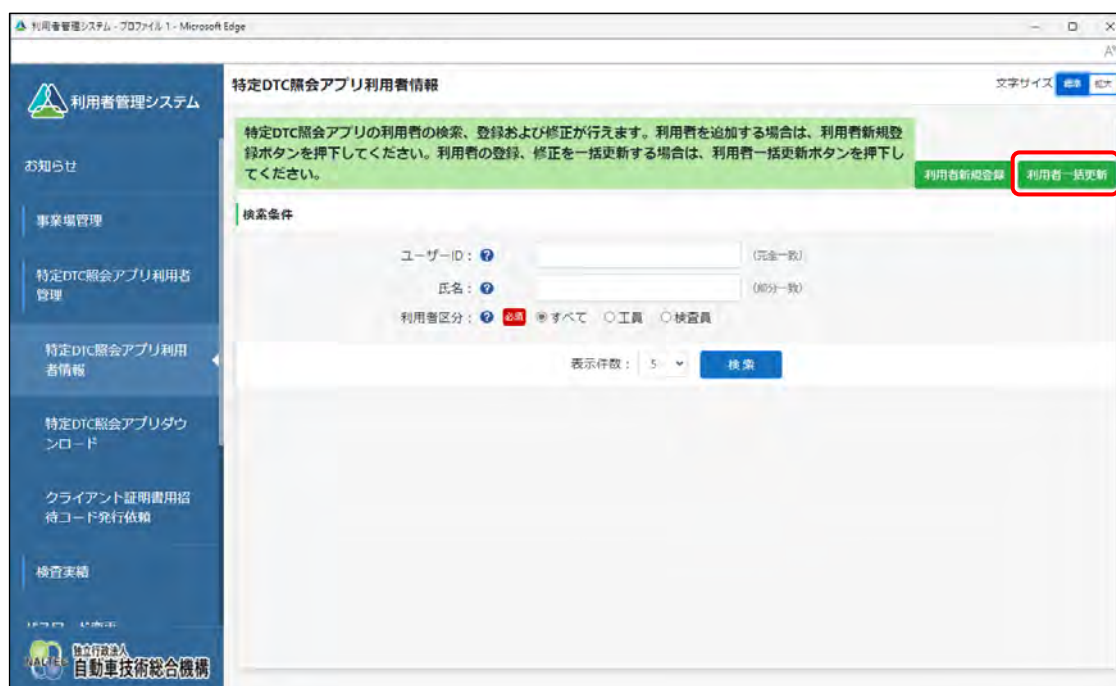 利用者管理システム - プロファイル 1 - Microsoft Edge
利用者管理システム
特定DTC照会アプリ利用者情報
文字サイズ 標準 拡大
特定DTC照会アプリの利用者の検索、登録および修正が行えます。利用者を追加する場合は、利用者新規登
録ボタンを押下してください。利用者の登録、修正を一括更新する場合は、利用者一括更新ボタンを押下し
てください。
利用者新規登録 利用者一括更新
お知らせ
事業場管理
特定DTC照会アプリ利用者
管理
特定DTC照会アプリ利用
者情報
特定DTC照会アプリダウ
ンロード
クライアント証明書用招
待コード発行依頼
検査実績
検索条件
ユーザーID： (完全一致)
氏名： (部分一致)
利用者区分： 必須 すべて 工員 検査員
表示件数： 5 検索
NALTEC 独立行政法人
自動車技術総合機構